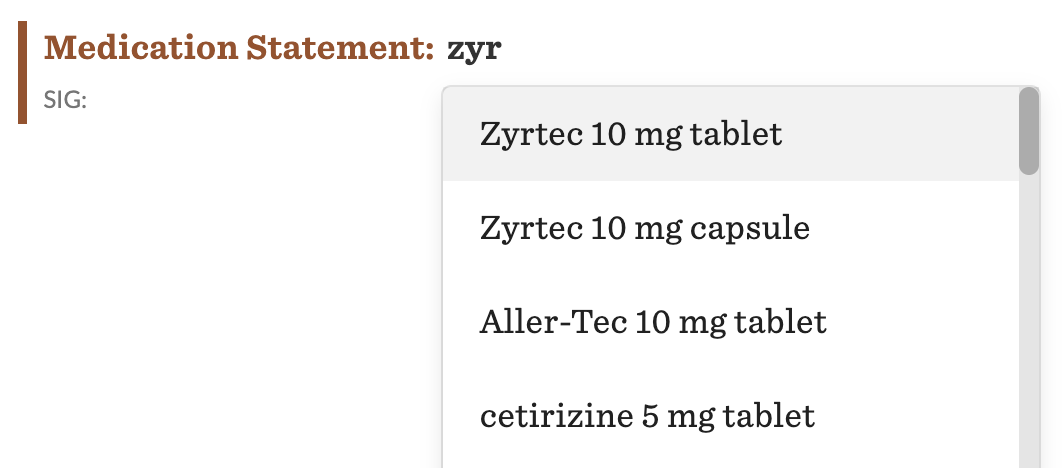 Medication Statement: zyr
SIG:
Zyrtec 10 mg tablet
Zyrtec 10 mg capsule
Aller-Tec 10 mg tablet
cetirizine 5 mg tablet